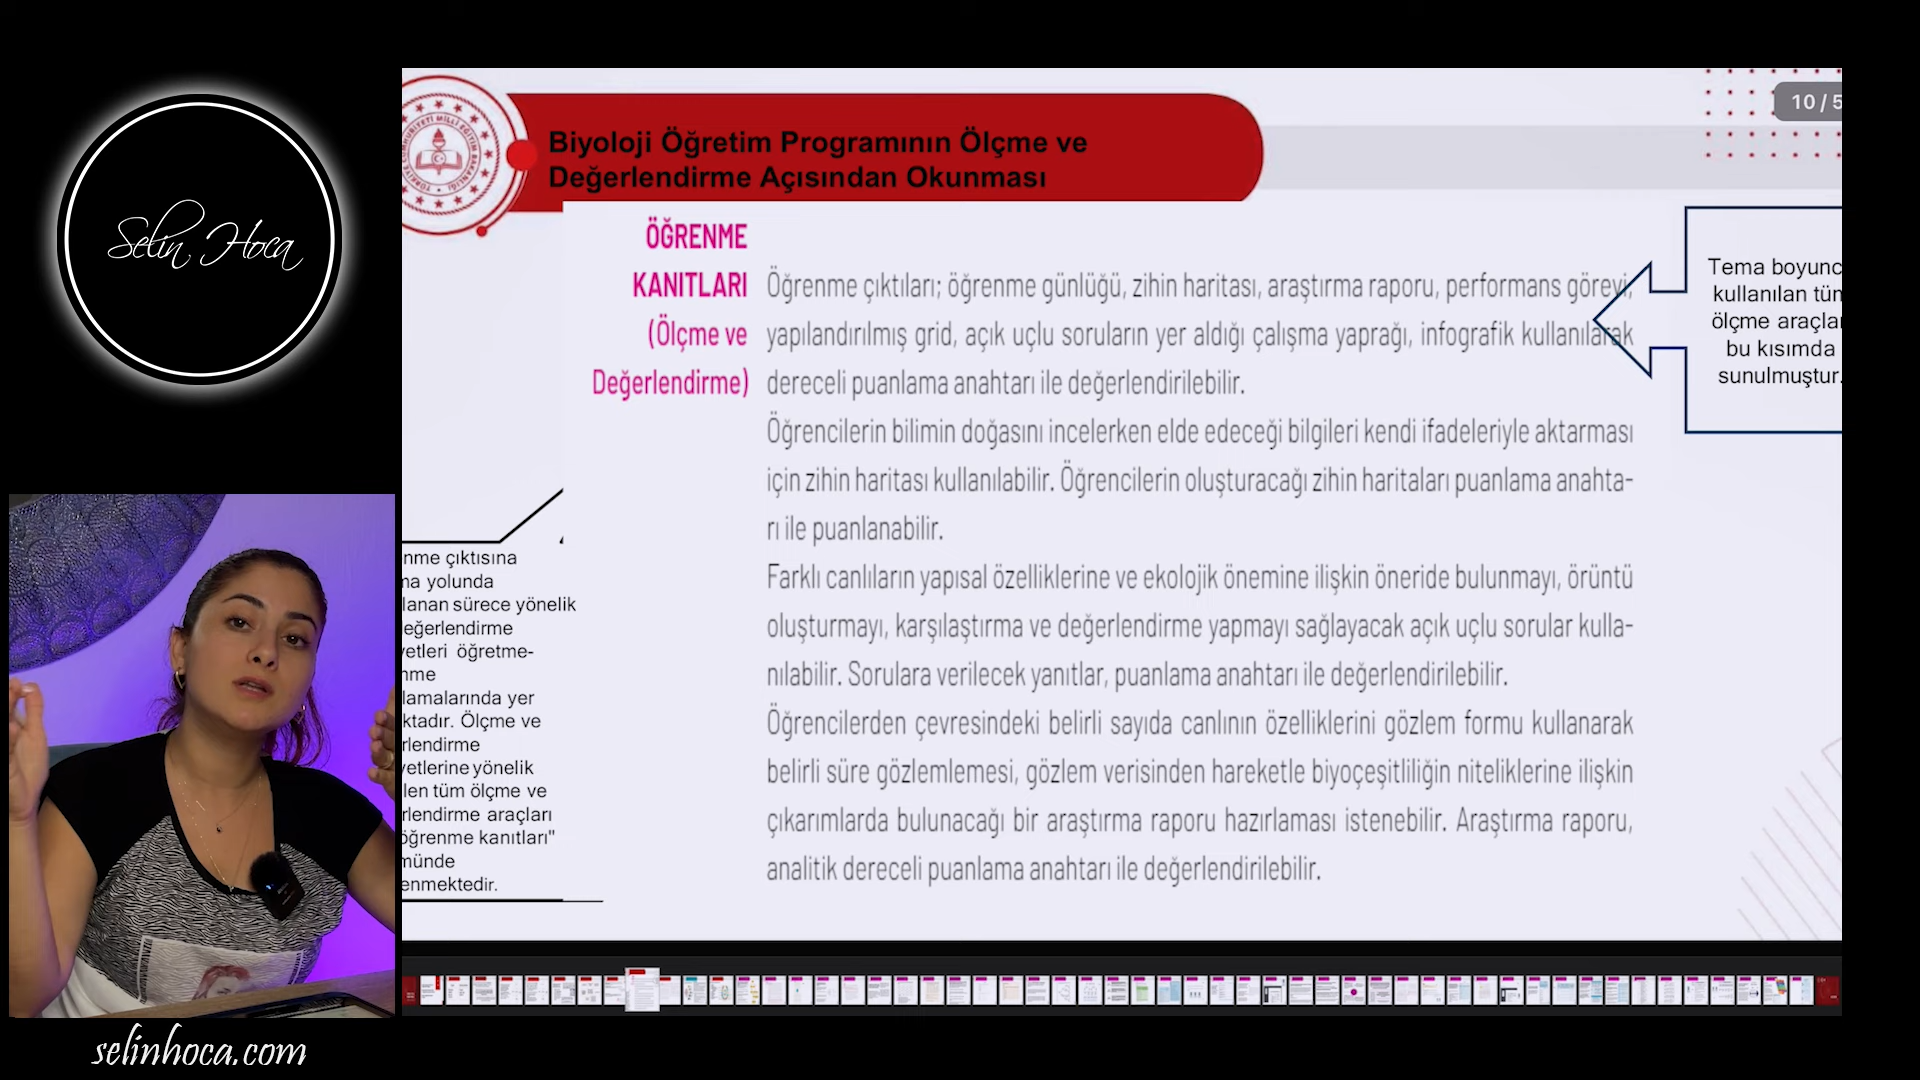 Selin Hoca
10 / 5
Biyoloji Öğretim Programının Ölçme ve
Değerlendirme Açısından Okunması
ÖĞRENME
KANITLARI
(Ölçme ve
Değerlendirme)
Öğrenme çıktıları; öğrenme günlüğü, zihin haritası, araştırma raporu, performans görevi,
yapılandırılmış grid, açık uçlu soruların yer aldığı çalışma yaprağı, infografik kullanılarak
dereceli puanlama anahtarı ile değerlendirilebilir.
Öğrencilerin bilimin doğasını incelerken elde edeceği bilgileri kendi ifadeleriyle aktarması
için zihin haritası kullanılabilir. Öğrencilerin oluşturacağı zihin haritaları puanlama anahta-
rı ile puanlanabilir.
Farklı canlıların yapısal özelliklerine ve ekolojik önemine ilişkin öneride bulunmayı, örüntü
oluşturmayı, karşılaştırma ve değerlendirme yapmayı sağlayacak açık uçlu sorular kulla-
nılabilir. Sorulara verilecek yanıtlar, puanlama anahtarı ile değerlendirilebilir.
Öğrencilerden çevresindeki belirli sayıda canlının özelliklerini gözlem formu kullanarak
belirli süre gözlemlemesi, gözlem verisinden hareketle biyoçeşitliliğin niteliklerine ilişkin
çıkarımlarda bulunacağı bir araştırma raporu hazırlaması istenebilir. Araştırma raporu,
analitik dereceli puanlama anahtarı ile değerlendirilebilir.
Tema boyunc
kullanılan tüm
ölçme araçla
bu kısımda
sunulmuştur.
nme çıktısına
na yolunda
lanan sürece yönelik
eğerlendirme
yetleri öğretme-
nme
lamalarında yer
ktadır. Ölçme ve
rlendirme
yetlerine yönelik
len tüm ölçme ve
rlendirme araçları
öğrenme kanıtları"
münde
enmektedir.
selinhoca.com